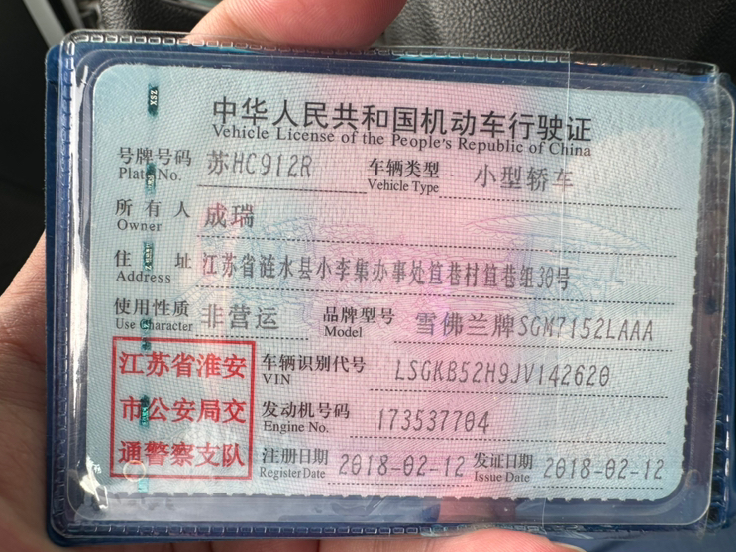 中华人民共和国机动车行驶证
Vehicle License of the People's Republic of China
号牌号码 苏HC912R 车辆类型 小型轿车
Plate No. Vehicle Type
所有人 成瑞
Owner
住址 江苏省涟水县小李集办事处道巷村道巷组30号
Address
使用性质 非营运 品牌型号 雪佛兰牌SGM7152LAAA
Use Character Model
江苏省淮安 车辆识别代号 LSGKB52H9JV142620
VIN
市公安局交 发动机号码 173537704
Engine No.
通警察支队 注册日期 2018-02-12 发证日期 2018-02-12
Register Date Issue Date